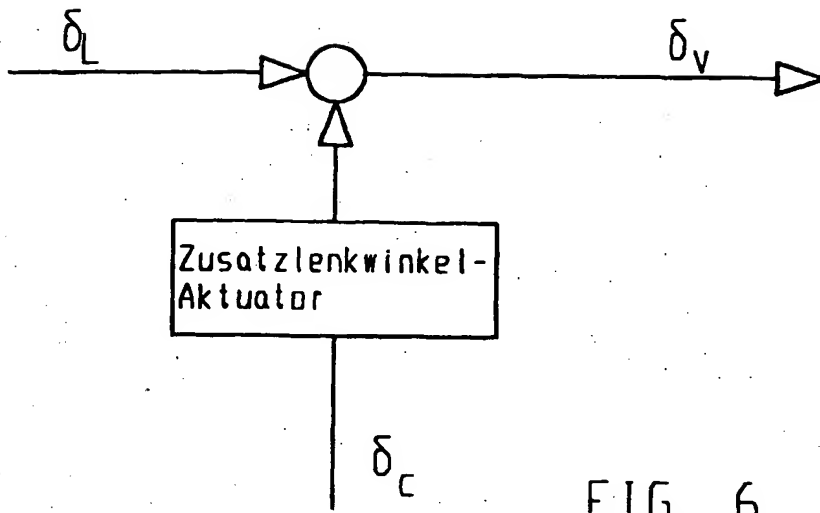 δL
δV
Zusatzlenkwinkel-
Aktuator
δC
FIG. 6